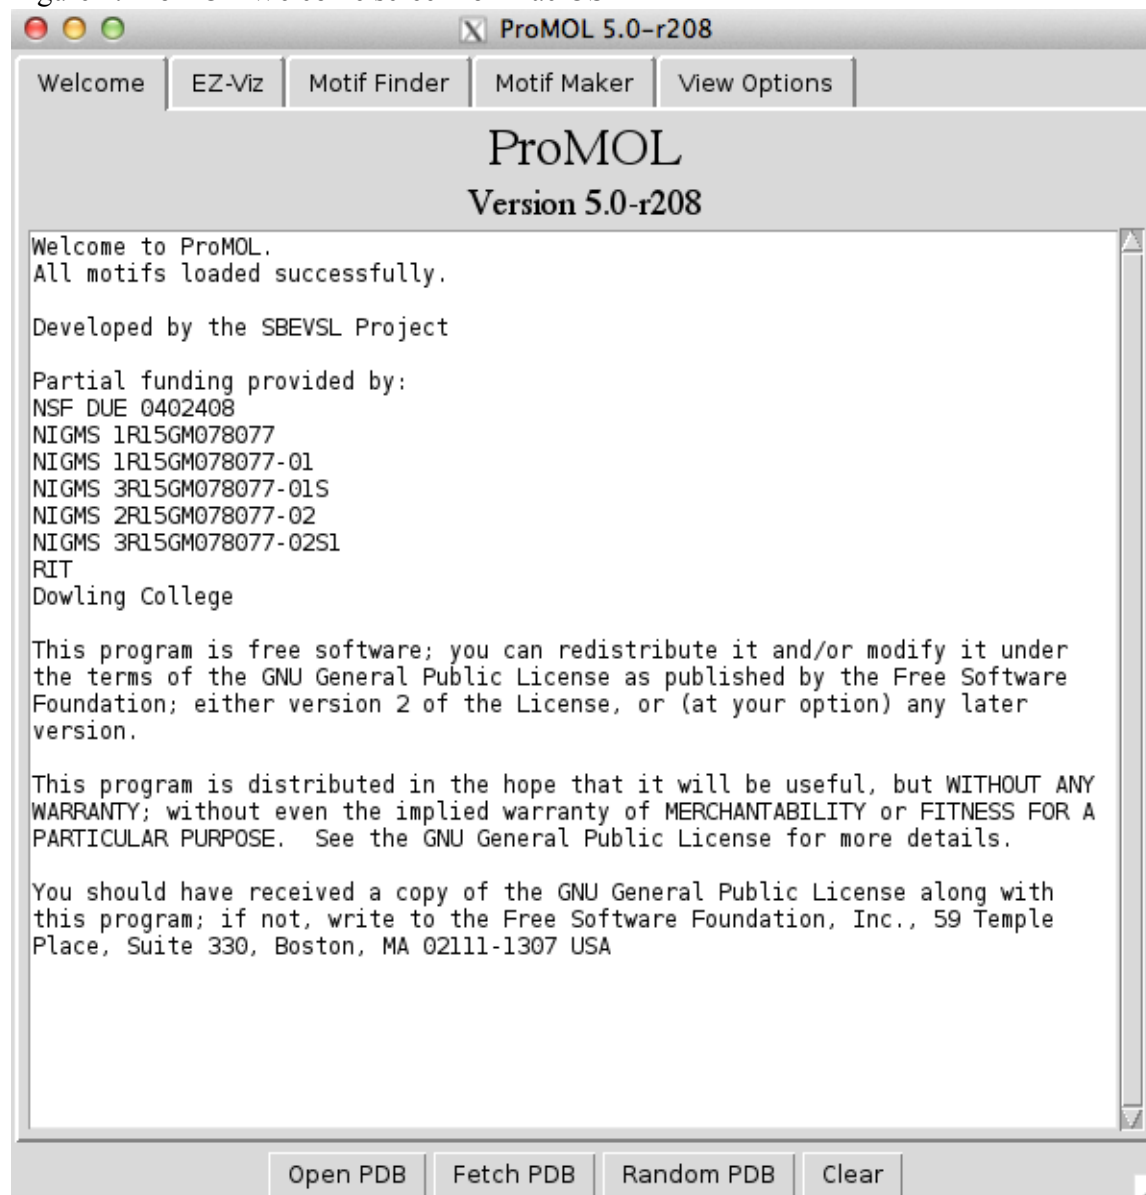 ProMOL 5.0-r208
Welcome EZ-Viz Motif Finder Motif Maker View Options
ProMOL
Version 5.0-r208
Welcome to ProMOL.
All motifs loaded successfully.
Developed by the SBEVSL Project
Partial funding provided by:
NSF DUE 0402408
NIGMS 1R15GM078077
NIGMS 1R15GM078077-01
NIGMS 3R15GM078077-01S
NIGMS 2R15GM078077-02
NIGMS 3R15GM078077-02S1
RIT
Dowling College
This program is free software; you can redistribute it and/or modify it under
the terms of the GNU General Public License as published by the Free Software
Foundation; either version 2 of the License, or (at your option) any later
version.
This program is distributed in the hope that it will be useful, but WITHOUT ANY
WARRANTY; without even the implied warranty of MERCHANTABILITY or FITNESS FOR A
PARTICULAR PURPOSE.  See the GNU General Public License for more details.
You should have received a copy of the GNU General Public License along with
this program; if not, write to the Free Software Foundation, Inc., 59 Temple
Place, Suite 330, Boston, MA 02111-1307 USA
Open PDB Fetch PDB Random PDB Clear